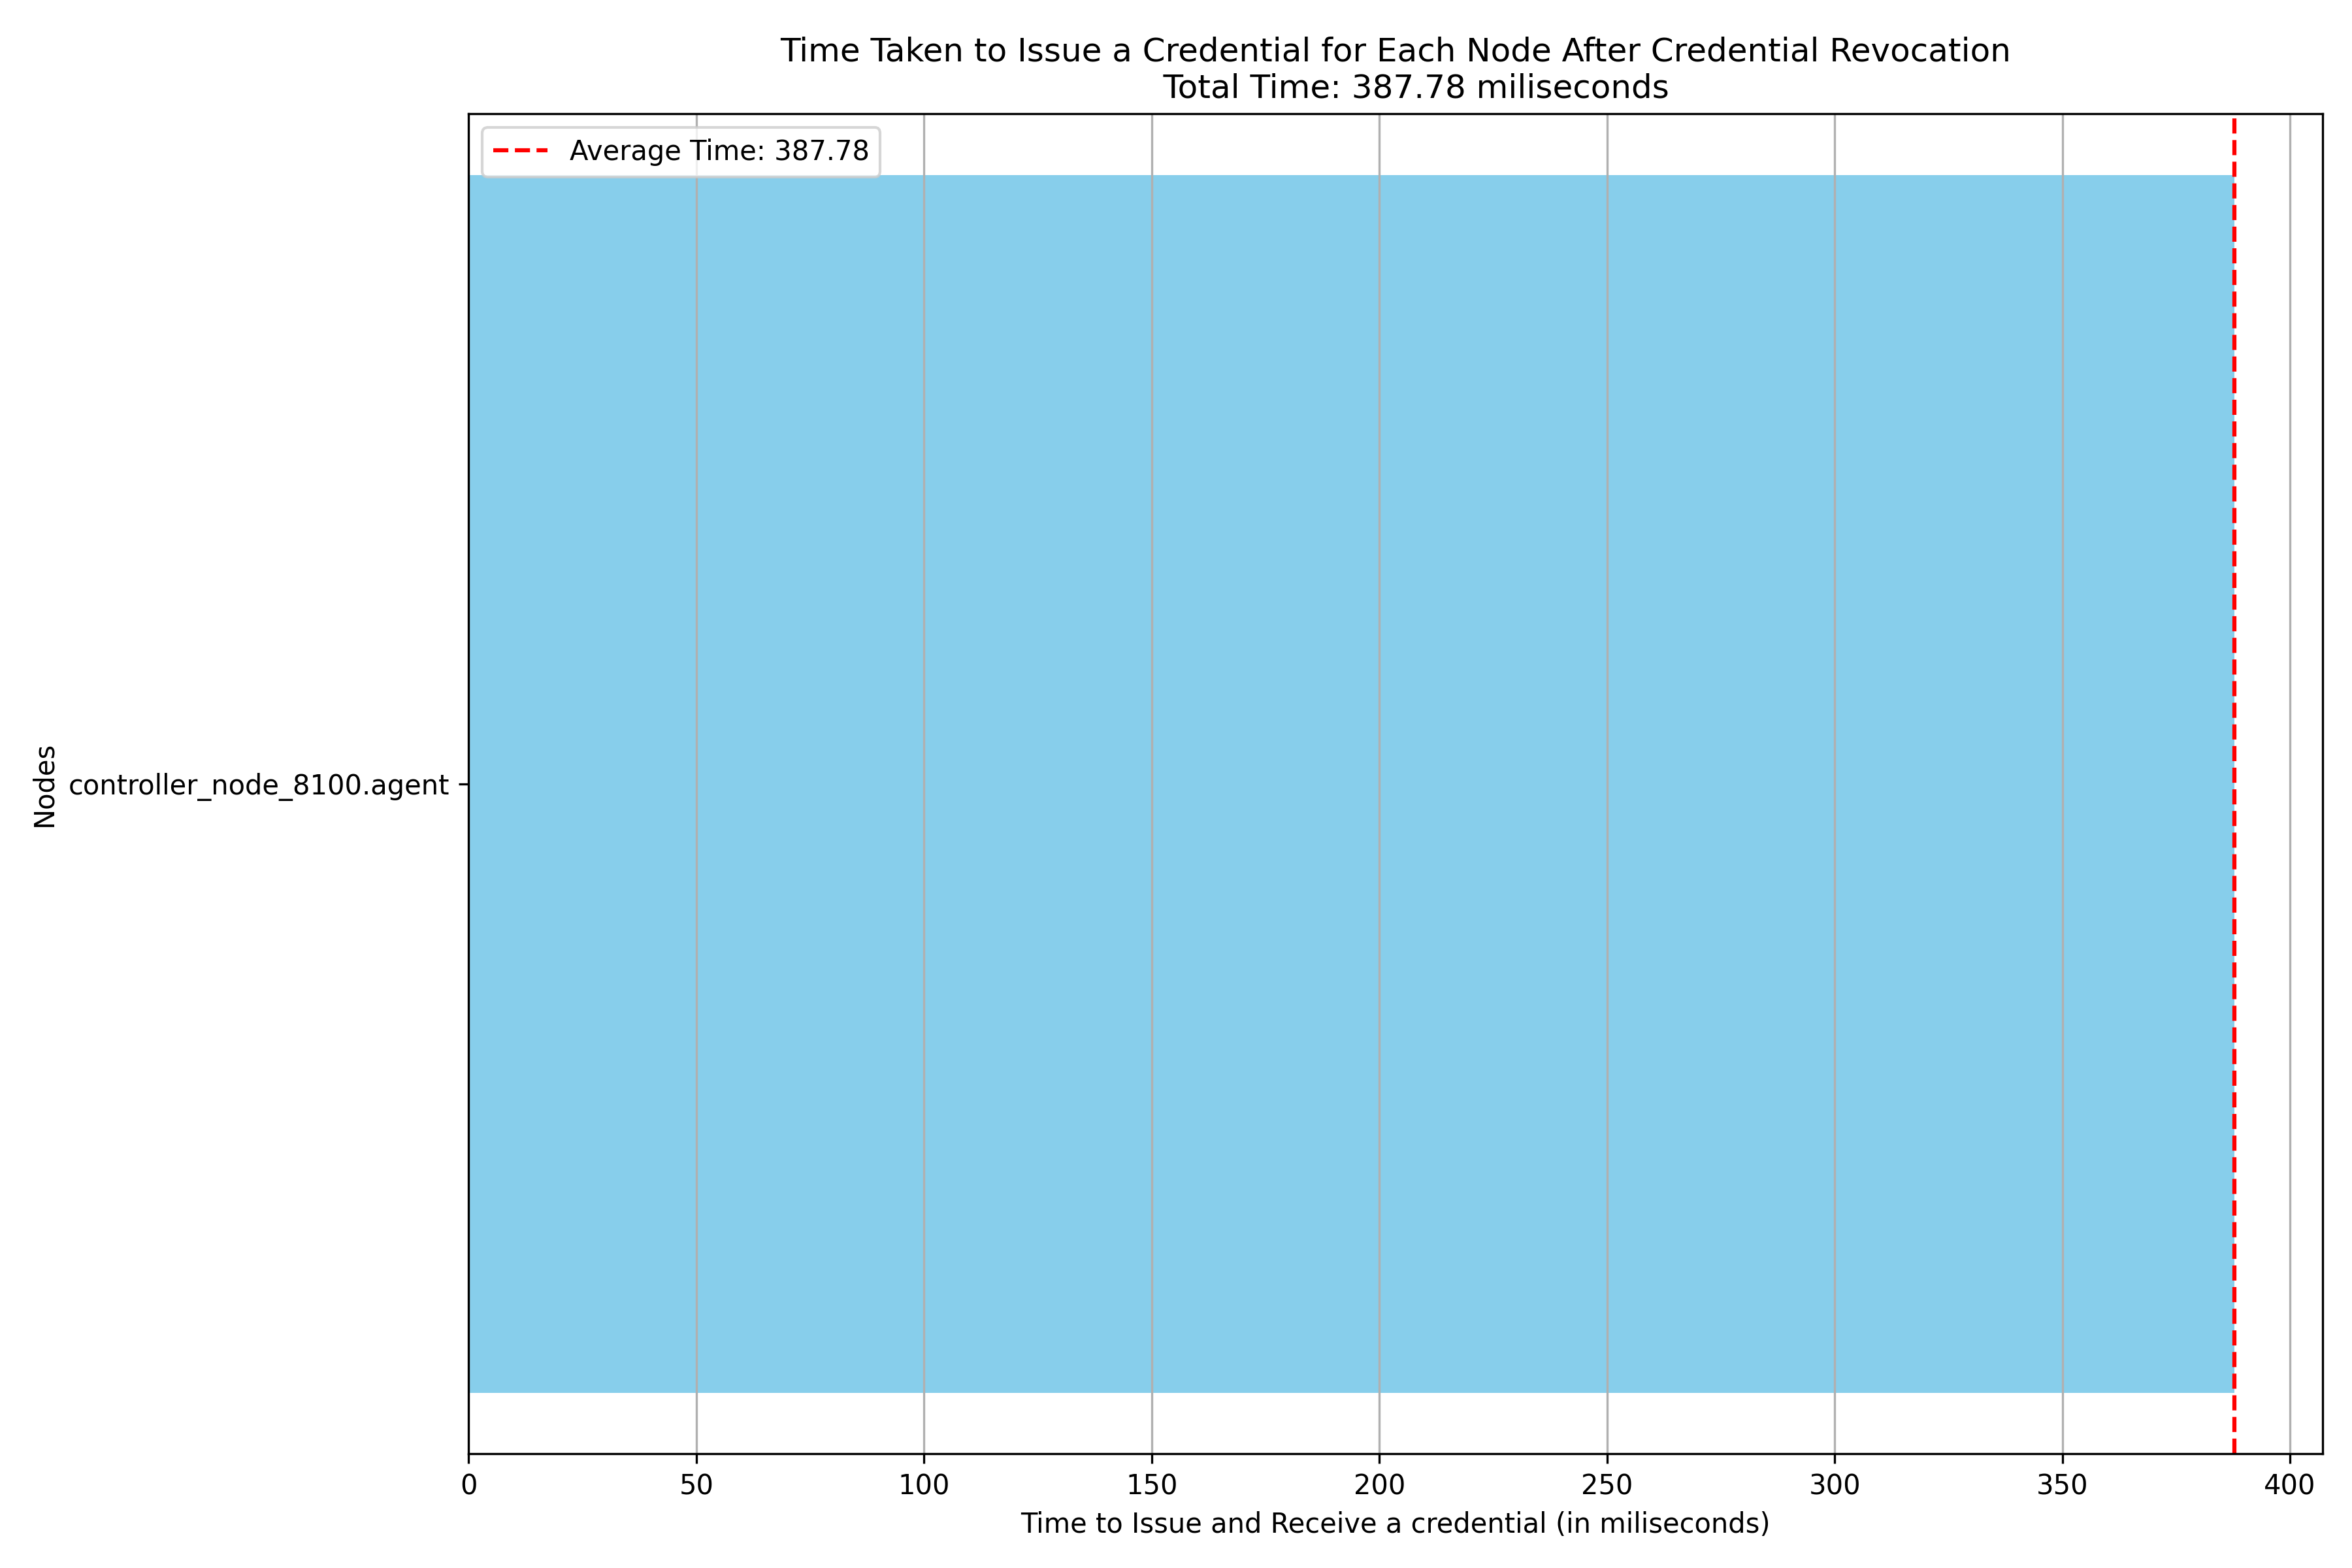 Time Taken to Issue a Credential for Each Node After Credential Revocation
Total Time: 387.78 miliseconds
Average Time: 387.78
Nodes
controller_node_8100.agent
0 50 100 150 200 250 300 350 400
Time to Issue and Receive a credential (in miliseconds)